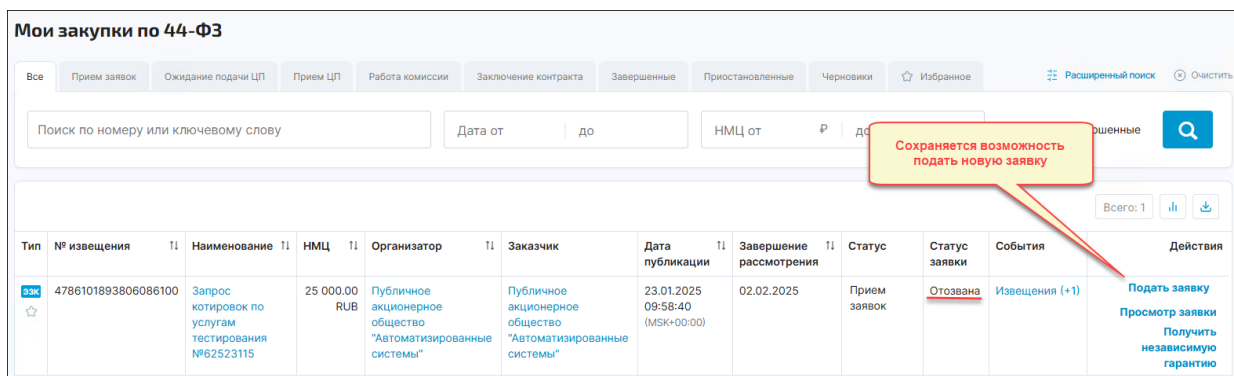 Мои закупки по 44-ФЗ
Все Прием заявок Ожидание подачи ЦП Прием ЦП Работа комиссии Заключение контракта Завершенные Приостановленные Черновики Избранное Расширенный поиск Очистить
Поиск по номеру или ключевому слову Дата от до НМЦ от ₽ до
Сохраняется возможность
подать новую заявку
Всего: 1
Тип № извещения Наименование НМЦ Организатор Заказчик Дата публикации Завершение рассмотрения Статус Статус заявки События Действия
ЭЗК 4786101893806086100
Запрос
котировок по
услугам
тестирования
№62523115
25 000.00
RUB
Публичное
акционерное
общество
"Автоматизированные
системы"
Публичное
акционерное
общество
"Автоматизированные
системы"
23.01.2025
09:58:40
(MSK+00:00)
02.02.2025
Прием
заявок
Отозвана
Извещения (+1)
Подать заявку
Просмотр заявки
Получить
независимую
гарантию